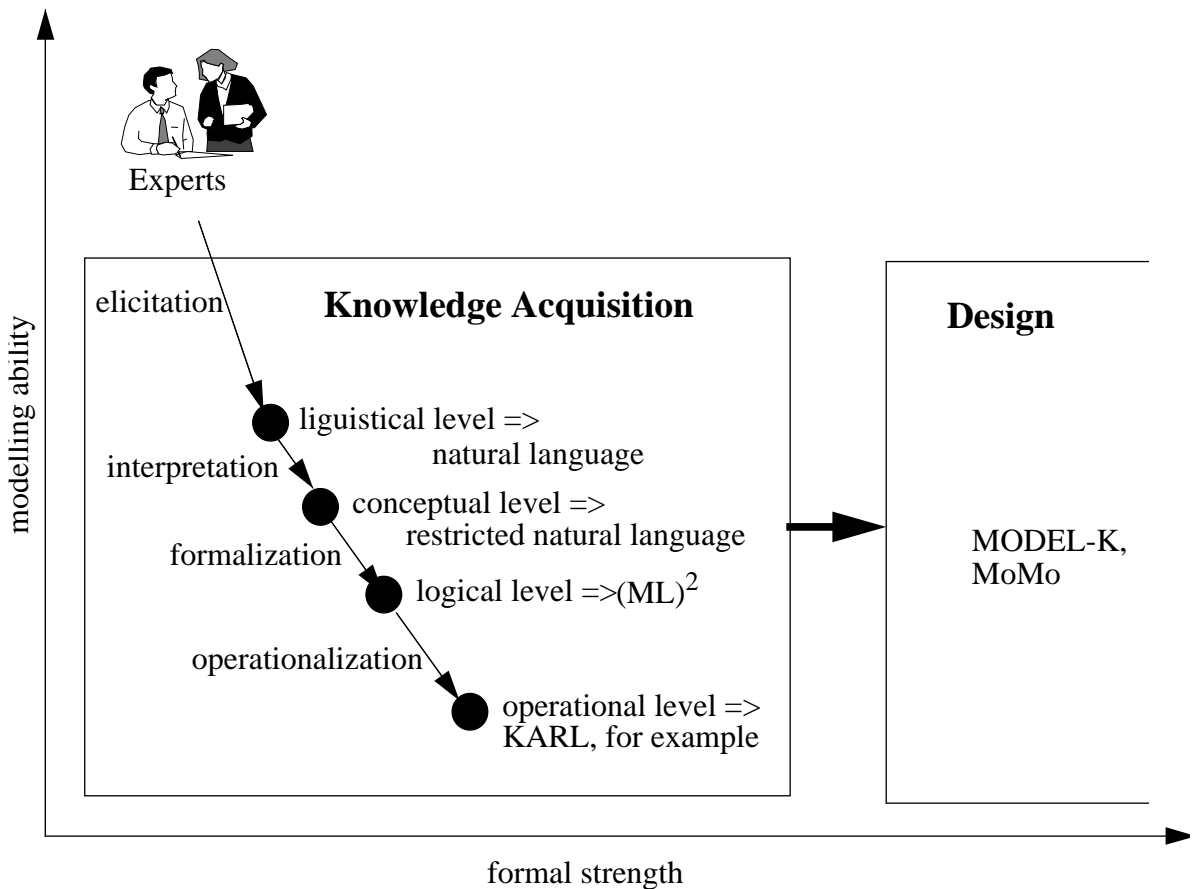 Experts
elicitation
Knowledge Acquisition
Design
modelling ability
liguistical level =>
natural language
interpretation
conceptual level =>
restricted natural language
formalization
MODEL-K,
MoMo
logical level =>(ML)²
operationalization
operational level =>
KARL, for example
formal strength